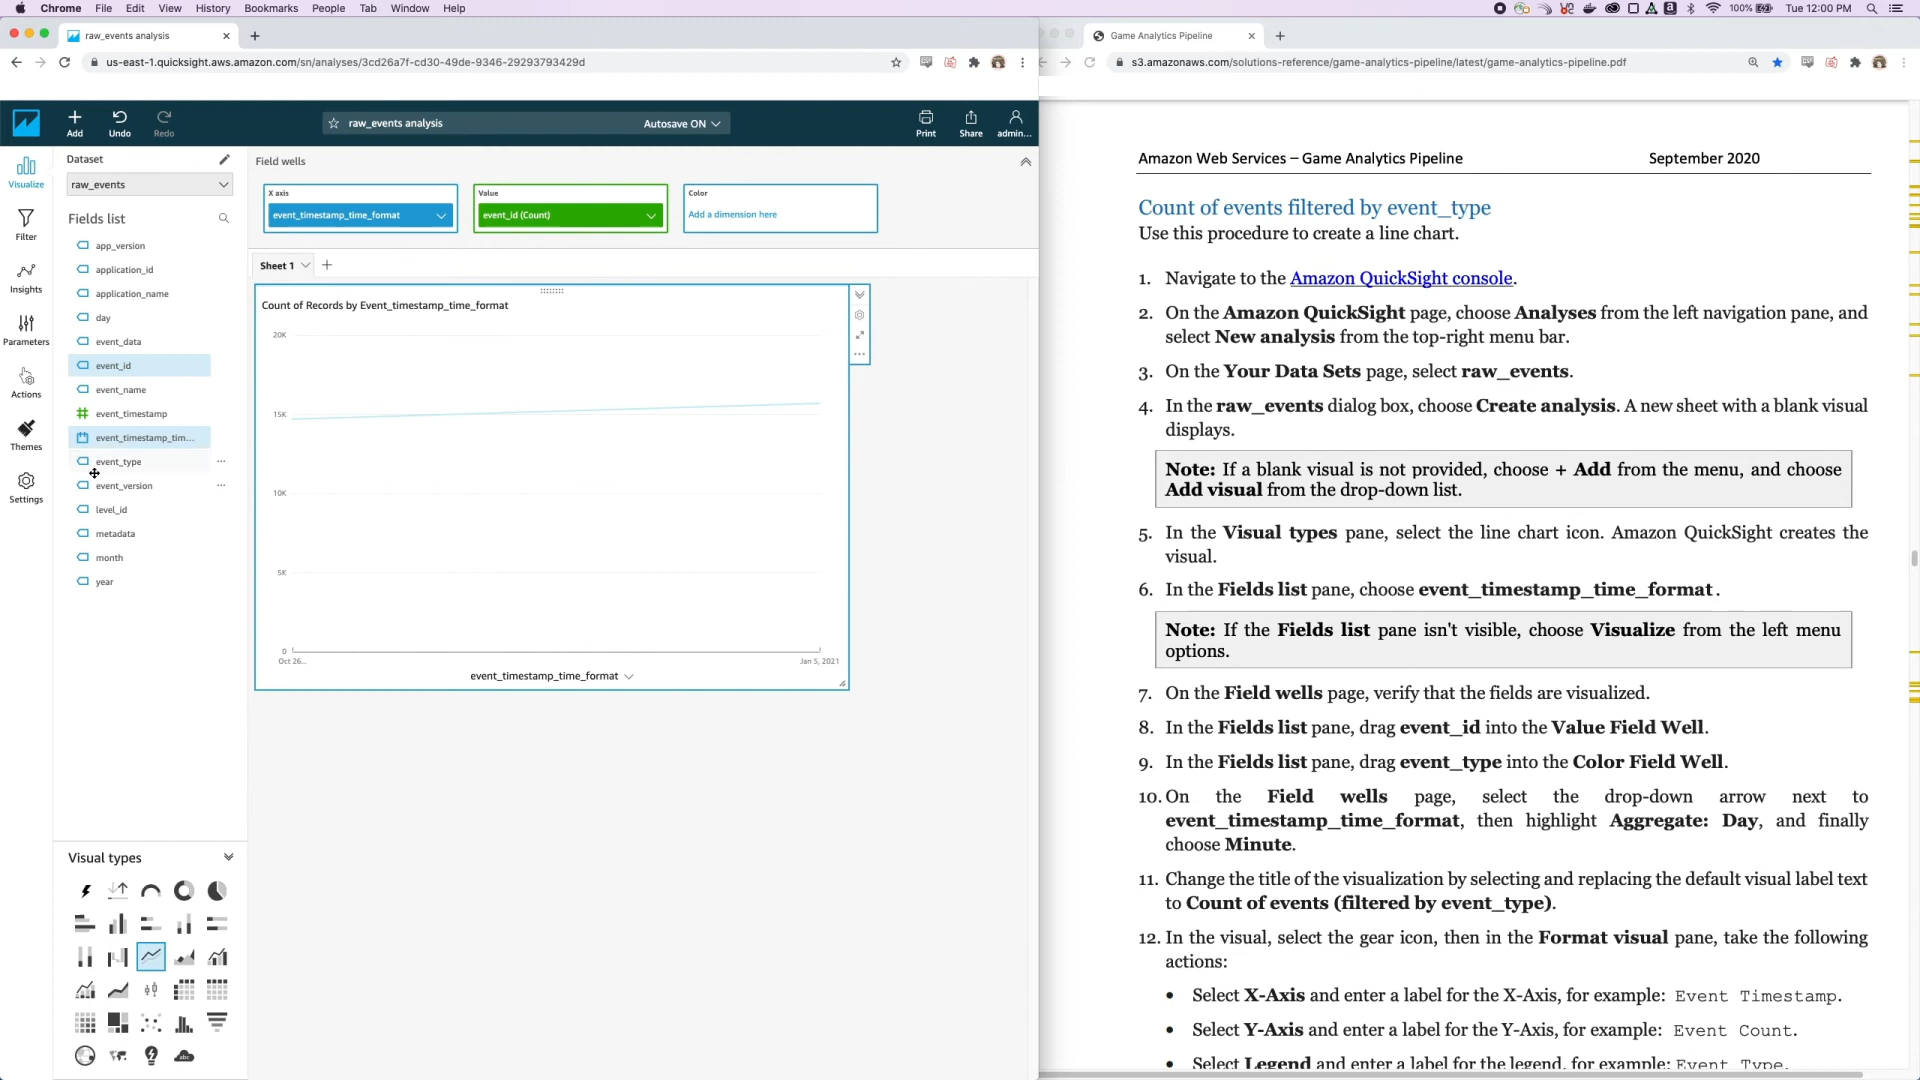 Chrome File Edit View History Bookmarks People Tab Window Help 100% Tue 12:00 PM
raw_events analysis
us-east-1.quicksight.aws.amazon.com/sn/analyses/3cd26a7f-cd30-49de-9346-29293793429d
Add Undo Redo raw_events analysis Autosave ON Print Share admin...
Visualize
Filter
Insights
Parameters
Actions
Themes
Settings
Dataset
raw_events
Fields list
app_version
application_id
application_name
day
event_data
event_id
event_name
event_timestamp
event_timestamp_tim...
event_type
event_version
level_id
metadata
month
year
Visual types
Field wells
X axis
event_timestamp_time_format
Value
event_id (Count)
Color
Add a dimension here
Sheet 1
Count of Records by Event_timestamp_time_format
20K
15K
10K
5K
0
Oct 26... Jan 5, 2021
event_timestamp_time_format
Game Analytics Pipeline
s3.amazonaws.com/solutions-reference/game-analytics-pipeline/latest/game-analytics-pipeline.pdf
Amazon Web Services – Game Analytics Pipeline September 2020
Count of events filtered by event_type
Use this procedure to create a line chart.
1. Navigate to the Amazon QuickSight console.
2. On the Amazon QuickSight page, choose Analyses from the left navigation pane, and
select New analysis from the top-right menu bar.
3. On the Your Data Sets page, select raw_events.
4. In the raw_events dialog box, choose Create analysis. A new sheet with a blank visual
displays.
Note: If a blank visual is not provided, choose + Add from the menu, and choose
Add visual from the drop-down list.
5. In the Visual types pane, select the line chart icon. Amazon QuickSight creates the
visual.
6. In the Fields list pane, choose event_timestamp_time_format.
Note: If the Fields list pane isn't visible, choose Visualize from the left menu
options.
7. On the Field wells page, verify that the fields are visualized.
8. In the Fields list pane, drag event_id into the Value Field Well.
9. In the Fields list pane, drag event_type into the Color Field Well.
10. On the Field wells page, select the drop-down arrow next to
event_timestamp_time_format, then highlight Aggregate: Day, and finally
choose Minute.
11. Change the title of the visualization by selecting and replacing the default visual label text
to Count of events (filtered by event_type).
12. In the visual, select the gear icon, then in the Format visual pane, take the following
actions:
• Select X-Axis and enter a label for the X-Axis, for example: Event Timestamp.
• Select Y-Axis and enter a label for the Y-Axis, for example: Event Count.
• Select Legend and enter a label for the legend, for example: Event Type.